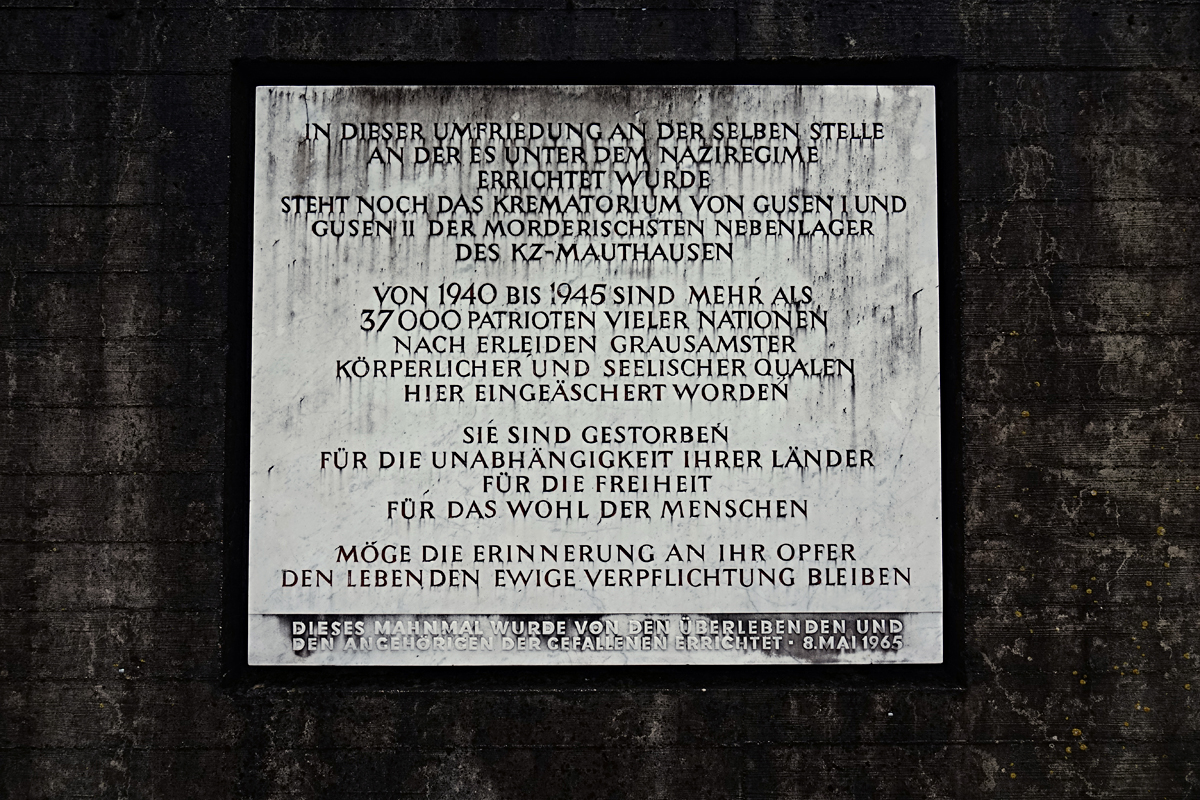 IN DIESER UMFRIEDUNG AN DER SELBEN STELLE
AN DER ES UNTER DEM NAZIREGIME
ERRICHTET WURDE
STEHT NOCH DAS KREMATORIUM VON GUSEN I UND
GUSEN II DER MÖRDERISCHSTEN NEBENLAGER
DES KZ-MAUTHAUSEN
VON 1940 BIS 1945 SIND MEHR ALS
37000 PATRIOTEN VIELER NATIONEN
NACH ERLEIDEN GRAUSAMSTER
KÖRPERLICHER UND SEELISCHER QUALEN
HIER EINGEÄSCHERT WORDEN
SIE SIND GESTORBEN
FÜR DIE UNABHÄNGIGKEIT IHRER LÄNDER
FÜR DIE FREIHEIT
FÜR DAS WOHL DER MENSCHEN
MÖGE DIE ERINNERUNG AN IHR OPFER
DEN LEBENDEN EWIGE VERPFLICHTUNG BLEIBEN
DIESES MAHNMAL WURDE VON DEN ÜBERLEBENDEN UND
DEN ANGEHÖRIGEN DER GEFALLENEN ERRICHTET · 8.MAI 1965